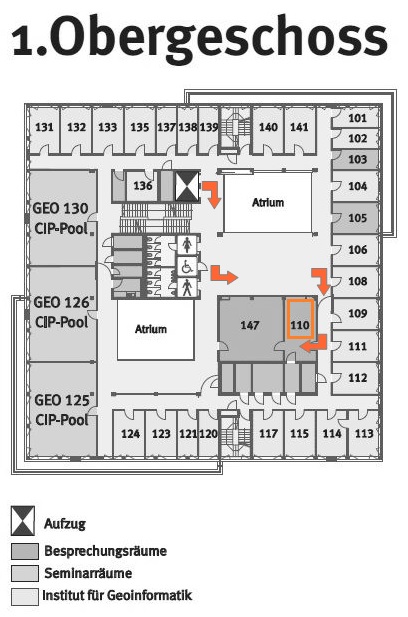 1.Obergeschoss
131 132 133 135 137 138 139 140 141 101
102
103
136
104
GEO 130
CIP-Pool
Atrium
105
106
GEO 126
CIP-Pool
108
Atrium
147
110
109
111
GEO 125
CIP-Pool
112
124 123 121 120 117 115 114 113
Aufzug
Besprechungsräume
Seminarräume
Institut für Geoinformatik